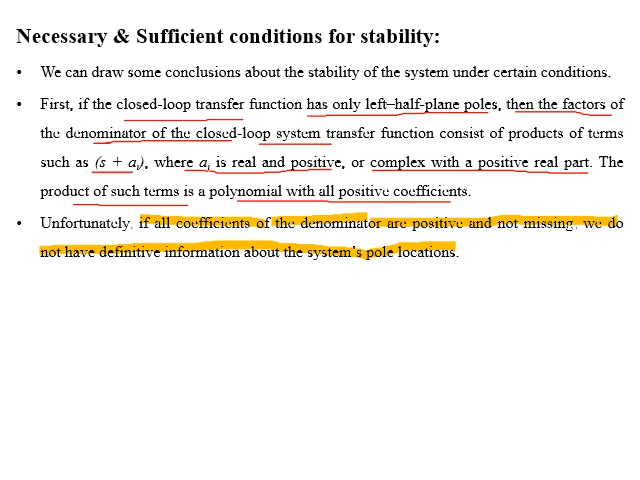 Necessary & Sufficient conditions for stability:
• We can draw some conclusions about the stability of the system under certain conditions.
• First, if the closed-loop transfer function has only left–half-plane poles, then the factors of
the denominator of the closed-loop system transfer function consist of products of terms
such as (s + aᵢ), where aᵢ is real and positive, or complex with a positive real part. The
product of such terms is a polynomial with all positive coefficients.
• Unfortunately, if all coefficients of the denominator are positive and not missing, we do
not have definitive information about the system's pole locations.